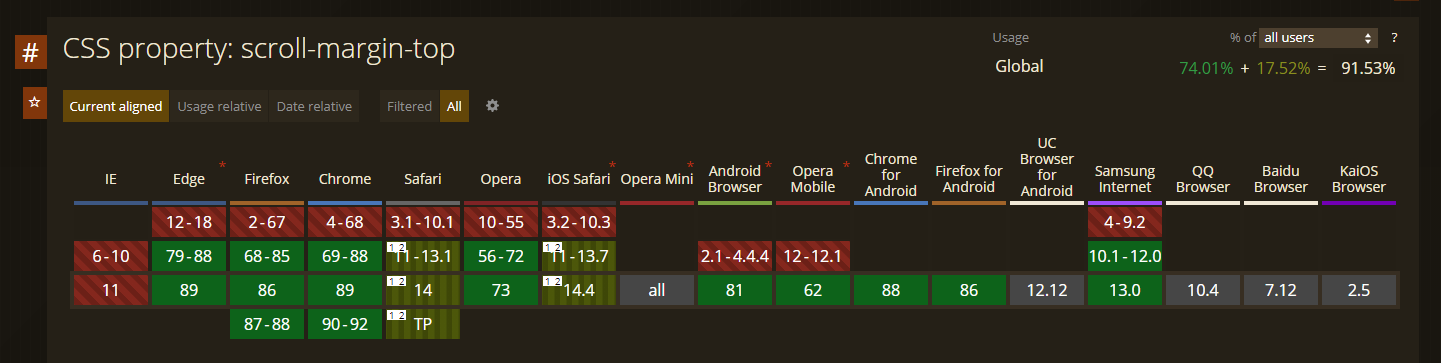 # CSS property: scroll-margin-top
Usage % of all users ?
Global 74.01% + 17.52% = 91.53%
☆
Current aligned Usage relative Date relative Filtered All
IE Edge * Firefox Chrome Safari Opera iOS Safari * Opera Mini * Android Browser * Opera Mobile * Chrome for Android Firefox for Android UC Browser for Android Samsung Internet QQ Browser Baidu Browser KaiOS Browser
12-18 2-67 4-68 3.1-10.1 10-55 3.2-10.3 4-9.2
6-10 79-88 68-85 69-88 1 2 11-13.1 56-72 1 2 11-13.7 2.1-4.4.4 12-12.1 10.1-12.0
11 89 86 89 1 2 14 73 1 2 14.4 all 81 62 88 86 12.12 13.0 10.4 7.12 2.5
87-88 90-92 1 2 TP